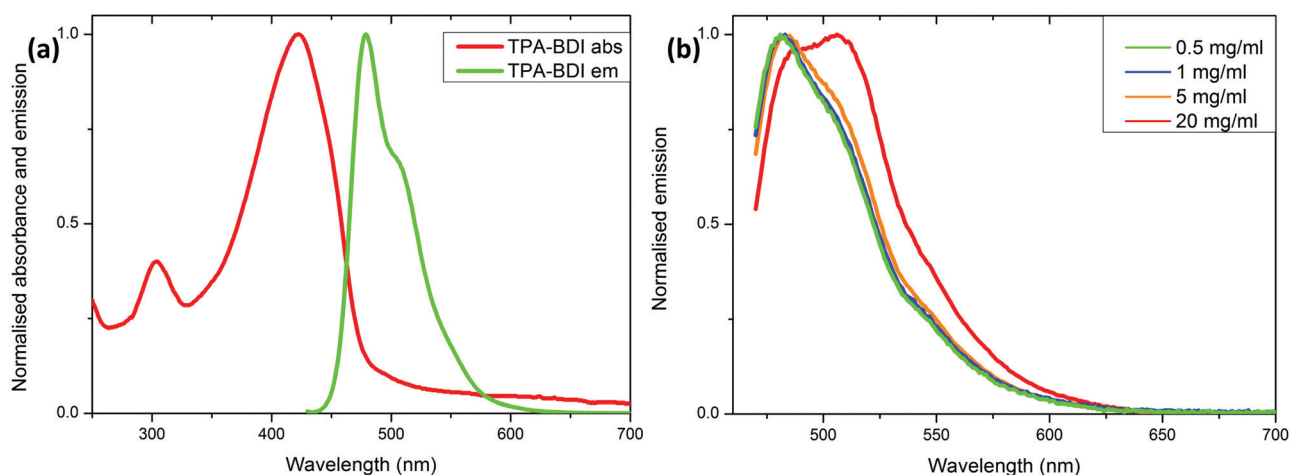 (a)
TPA-BDI abs
TPA-BDI em
Normalised absorbance and emission
1.0
0.5
0.0
300 400 500 600 700
Wavelength (nm)
(b)
0.5 mg/ml
1 mg/ml
5 mg/ml
20 mg/ml
Normalised emission
1.0
0.5
0.0
500 550 600 650 700
Wavelength (nm)